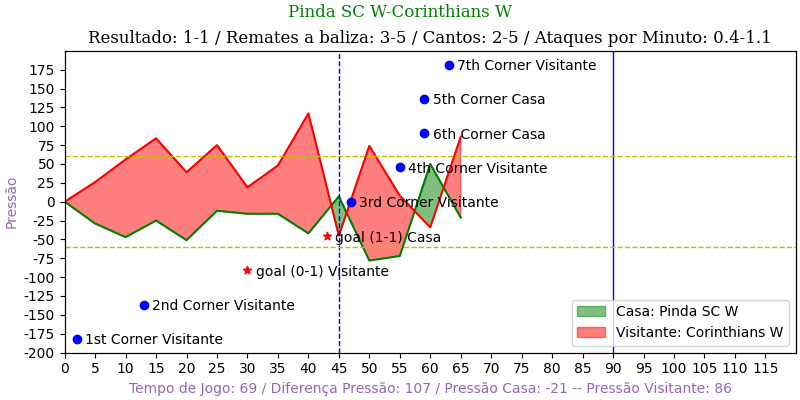 Pinda SC W-Corinthians W
Resultado: 1-1 / Remates a baliza: 3-5 / Cantos: 2-5 / Ataques por Minuto: 0.4-1.1
Pressão
175
150
125
100
75
50
25
0
-25
-50
-75
-100
-125
-150
-175
-200
7th Corner Visitante
5th Corner Casa
6th Corner Casa
4th Corner Visitante
3rd Corner Visitante
goal (1-1) Casa
goal (0-1) Visitante
2nd Corner Visitante
1st Corner Visitante
Casa: Pinda SC W
Visitante: Corinthians W
0 5 10 15 20 25 30 35 40 45 50 55 60 65 70 75 80 85 90 95 100 105 110 115
Tempo de Jogo: 69 / Diferença Pressão: 107 / Pressão Casa: -21 -- Pressão Visitante: 86